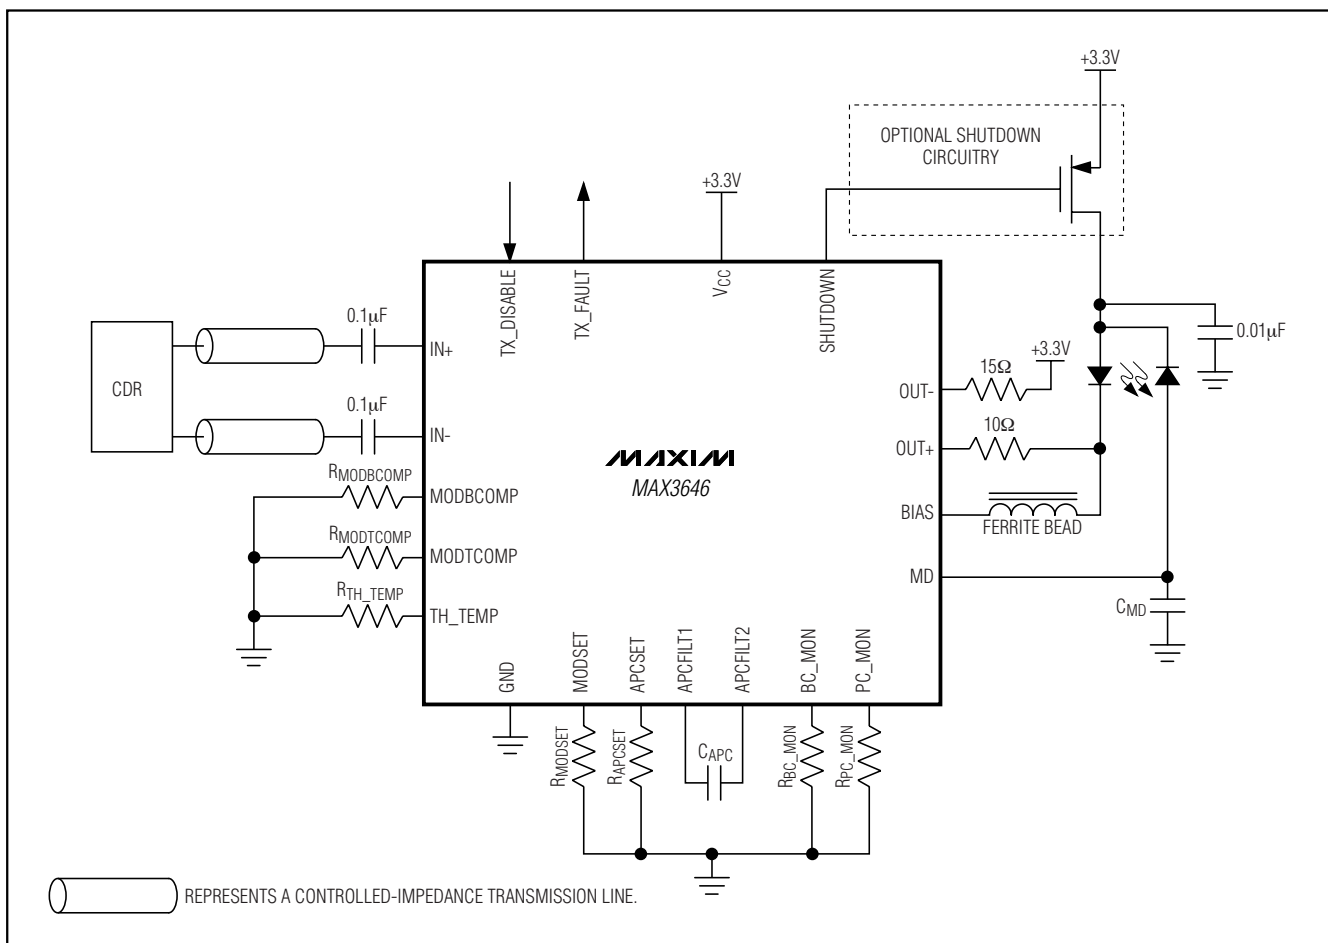 +3.3V
OPTIONAL SHUTDOWN
CIRCUITRY
+3.3V
TX_DISABLE
TX_FAULT
VCC
SHUTDOWN
0.1µF
IN+
CDR
0.1µF
IN-
RMODBCOMP
MODBCOMP
RMODTCOMP
MODTCOMP
RTH_TEMP
TH_TEMP
MAXIM
MAX3646
0.01µF
+3.3V
15Ω
OUT-
10Ω
OUT+
BIAS
FERRITE BEAD
MD
CMD
GND
MODSET
APCSET
APCFILT1
APCFILT2
BC_MON
PC_MON
RMODSET
RAPCSET
CAPC
RBC_MON
RPC_MON
REPRESENTS A CONTROLLED-IMPEDANCE TRANSMISSION LINE.